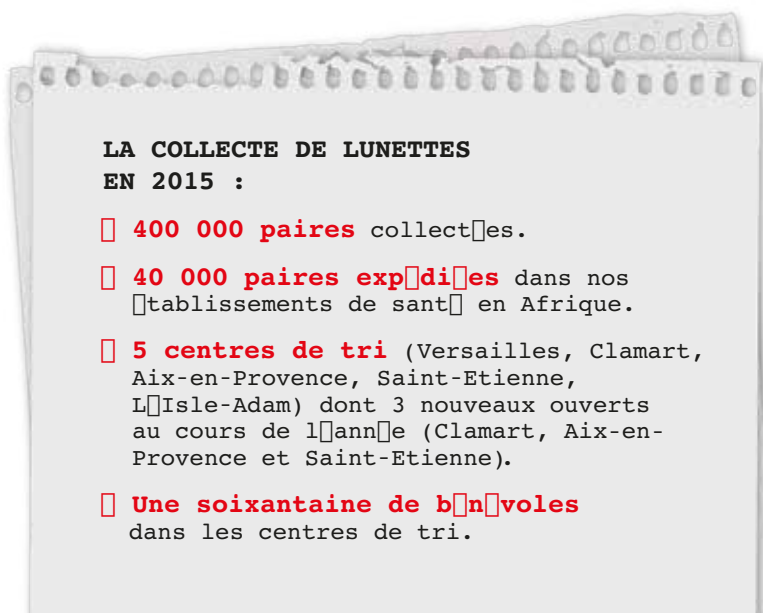 LA COLLECTE DE LUNETTES
EN 2015 :
▯ 400 000 paires collect▯es.
▯ 40 000 paires exp▯di▯es dans nos
▯tablissements de sant▯ en Afrique.
▯ 5 centres de tri (Versailles, Clamart,
Aix-en-Provence, Saint-Etienne,
L▯Isle-Adam) dont 3 nouveaux ouverts
au cours de l▯ann▯e (Clamart, Aix-en-
Provence et Saint-Etienne).
▯ Une soixantaine de b▯n▯voles
dans les centres de tri.